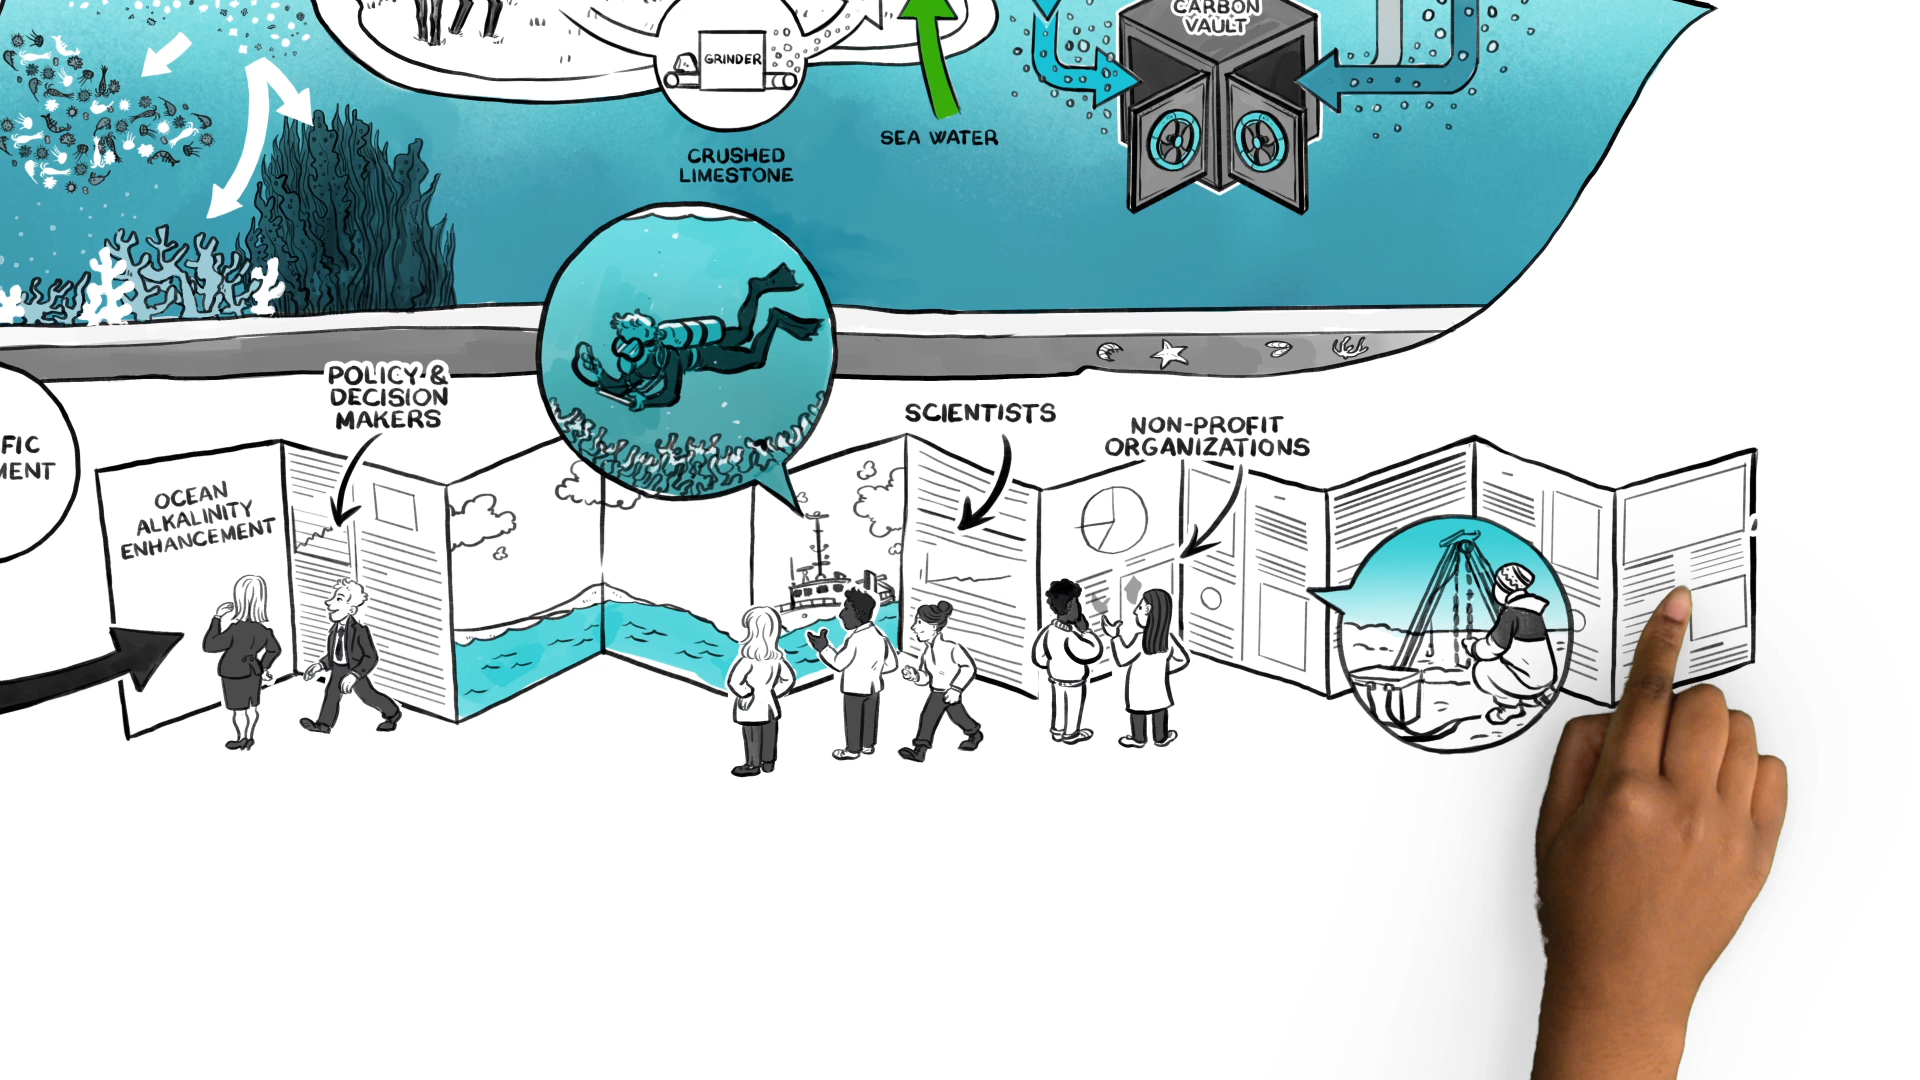 CARBON
VAULT
GRINDER
SEA WATER
CRUSHED
LIMESTONE
POLICY &
DECISION
MAKERS
SCIENTISTS
NON-PROFIT
ORGANIZATIONS
FIC
MENT
OCEAN
ALKALINITY
ENHANCEMENT